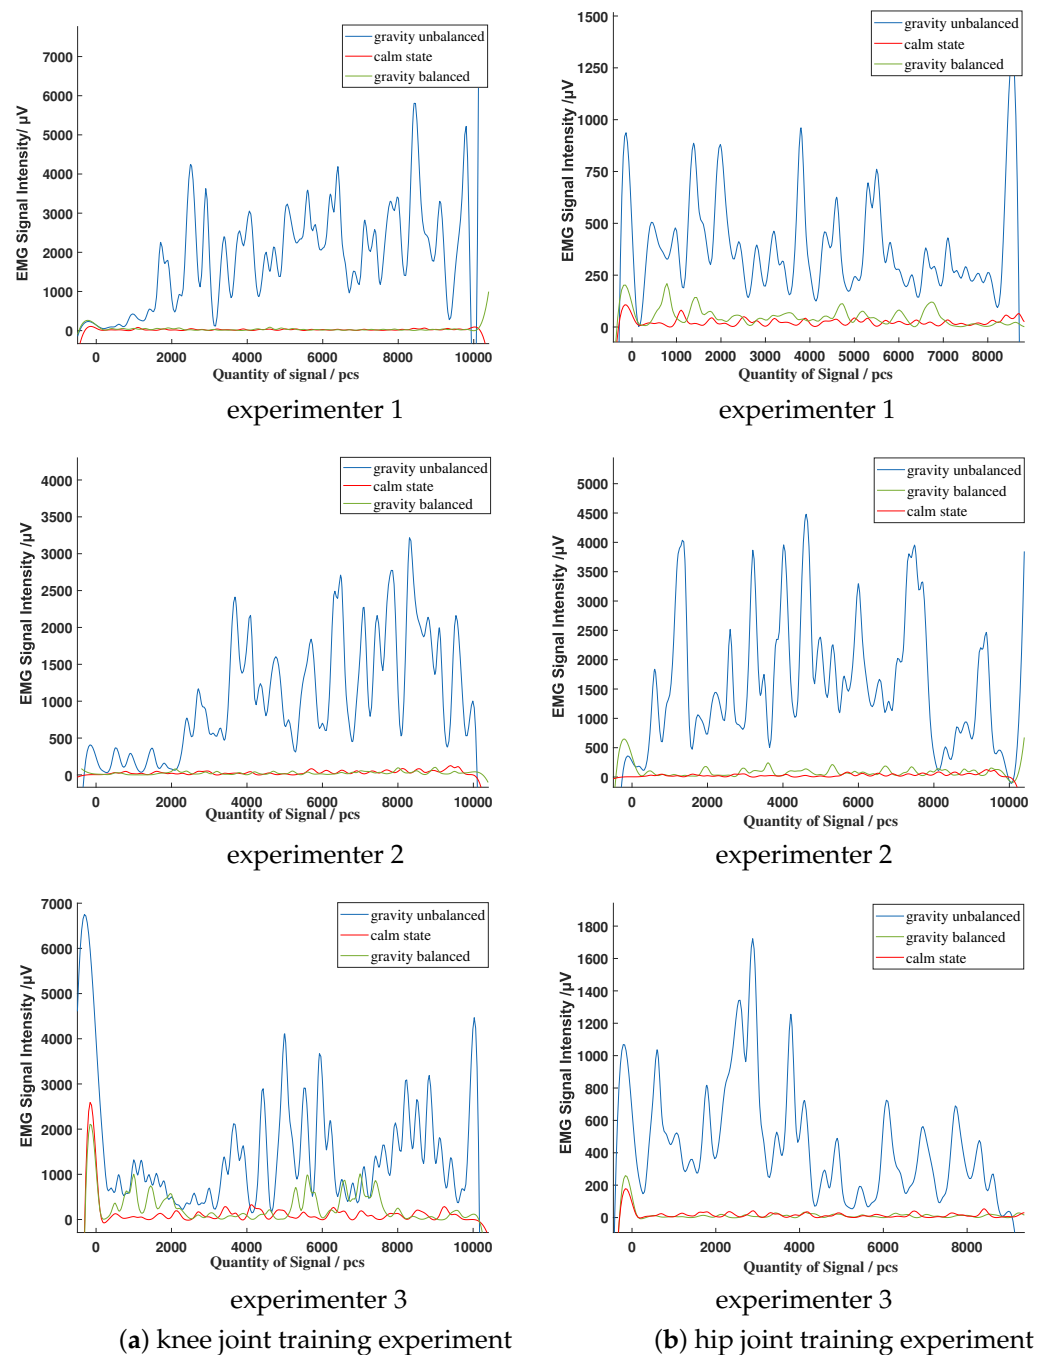 gravity unbalanced
calm state
gravity balanced
7000
6000
5000
4000
3000
2000
1000
0
EMG Signal Intensity/ μV
0 2000 4000 6000 8000 10000
Quantity of signal / pcs
experimenter 1
1500
1250
1000
750
500
250
0
gravity unbalanced
calm state
gravity balanced
EMG Signal Intensity /μV
0 1000 2000 3000 4000 5000 6000 7000 8000
Quantity of Signal / pcs
experimenter 1
gravity unbalanced
calm state
gravity balanced
4000
3500
3000
2500
2000
1500
1000
500
0
EMG Signal Intensity /μV
0 2000 4000 6000 8000 10000
Quantity of Signal / pcs
experimenter 2
gravity unbalanced
gravity balanced
calm state
5000
4500
4000
3500
3000
2500
2000
1500
1000
500
0
EMG Signal Intensity /μV
0 2000 4000 6000 8000 10000
Quantity of Signal / pcs
experimenter 2
7000
6000
5000
4000
3000
2000
1000
0
gravity unbalanced
calm state
gravity balanced
EMG Signal Intensity /μV
0 2000 4000 6000 8000 10000
Quantity of Signal / pcs
experimenter 3
(a) knee joint training experiment
gravity unbalanced
gravity balanced
calm state
1800
1600
1400
1200
1000
800
600
400
200
0
EMG Signal Intensity /μV
0 2000 4000 6000 8000
Quantity of Signal / pcs
experimenter 3
(b) hip joint training experiment